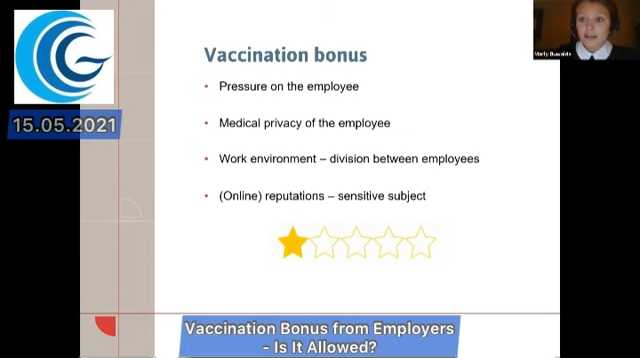 Vaccination bonus
• Pressure on the employee
• Medical privacy of the employee
• Work environment – division between employees
• (Online) reputations – sensitive subject
15.05.2021
Vaccination Bonus from Employers
- Is It Allowed?